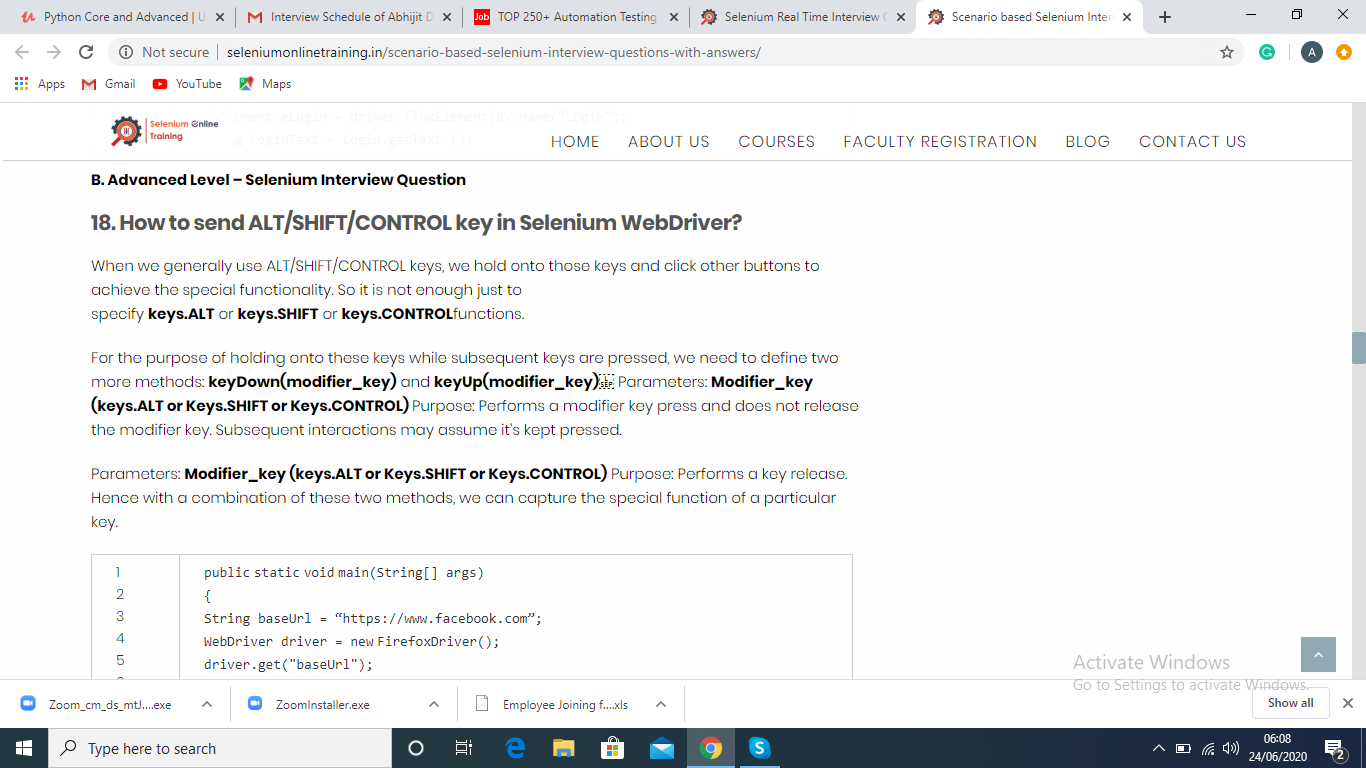 Python Core and Advanced | U
Interview Schedule of Abhijit D
Job
TOP 250+ Automation Testing
Selenium Real Time Interview
Scenario based Selenium Inter
Not secure
seleniumonlinetraining.in/scenario-based-selenium-interview-questions-with-answers/
A
Apps
Gmail
YouTube
Maps
lement eLogin = driver.findElement(By.name("Login");
g LoginText = Login.getText ();
Selenium Online
Training
HOME
ABOUT US
COURSES
FACULTY REGISTRATION
BLOG
CONTACT US
B. Advanced Level – Selenium Interview Question
18. How to send ALT/SHIFT/CONTROL key in Selenium WebDriver?
When we generally use ALT/SHIFT/CONTROL keys, we hold onto those keys and click other buttons to
achieve the special functionality. So it is not enough just to
specify keys.ALT or keys.SHIFT or keys.CONTROLfunctions.
For the purpose of holding onto these keys while subsequent keys are pressed, we need to define two
more methods: keyDown(modifier_key) and keyUp(modifier_key) Parameters: Modifier_key
(keys.ALT or Keys.SHIFT or Keys.CONTROL) Purpose: Performs a modifier key press and does not release
the modifier key. Subsequent interactions may assume it's kept pressed.
Parameters: Modifier_key (keys.ALT or Keys.SHIFT or Keys.CONTROL) Purpose: Performs a key release.
Hence with a combination of these two methods, we can capture the special function of a particular
key.
1 public static void main(String[] args)
2 {
3 String baseUrl = “https://www.facebook.com”;
4 WebDriver driver = new FirefoxDriver();
5 driver.get("baseUrl");
Activate Windows
Go to Settings to activate Windows.
Zoom_cm_ds_mtJ....exe
ZoomInstaller.exe
Employee Joining f....xls
Show all
Type here to search
06:08
24/06/2020
2